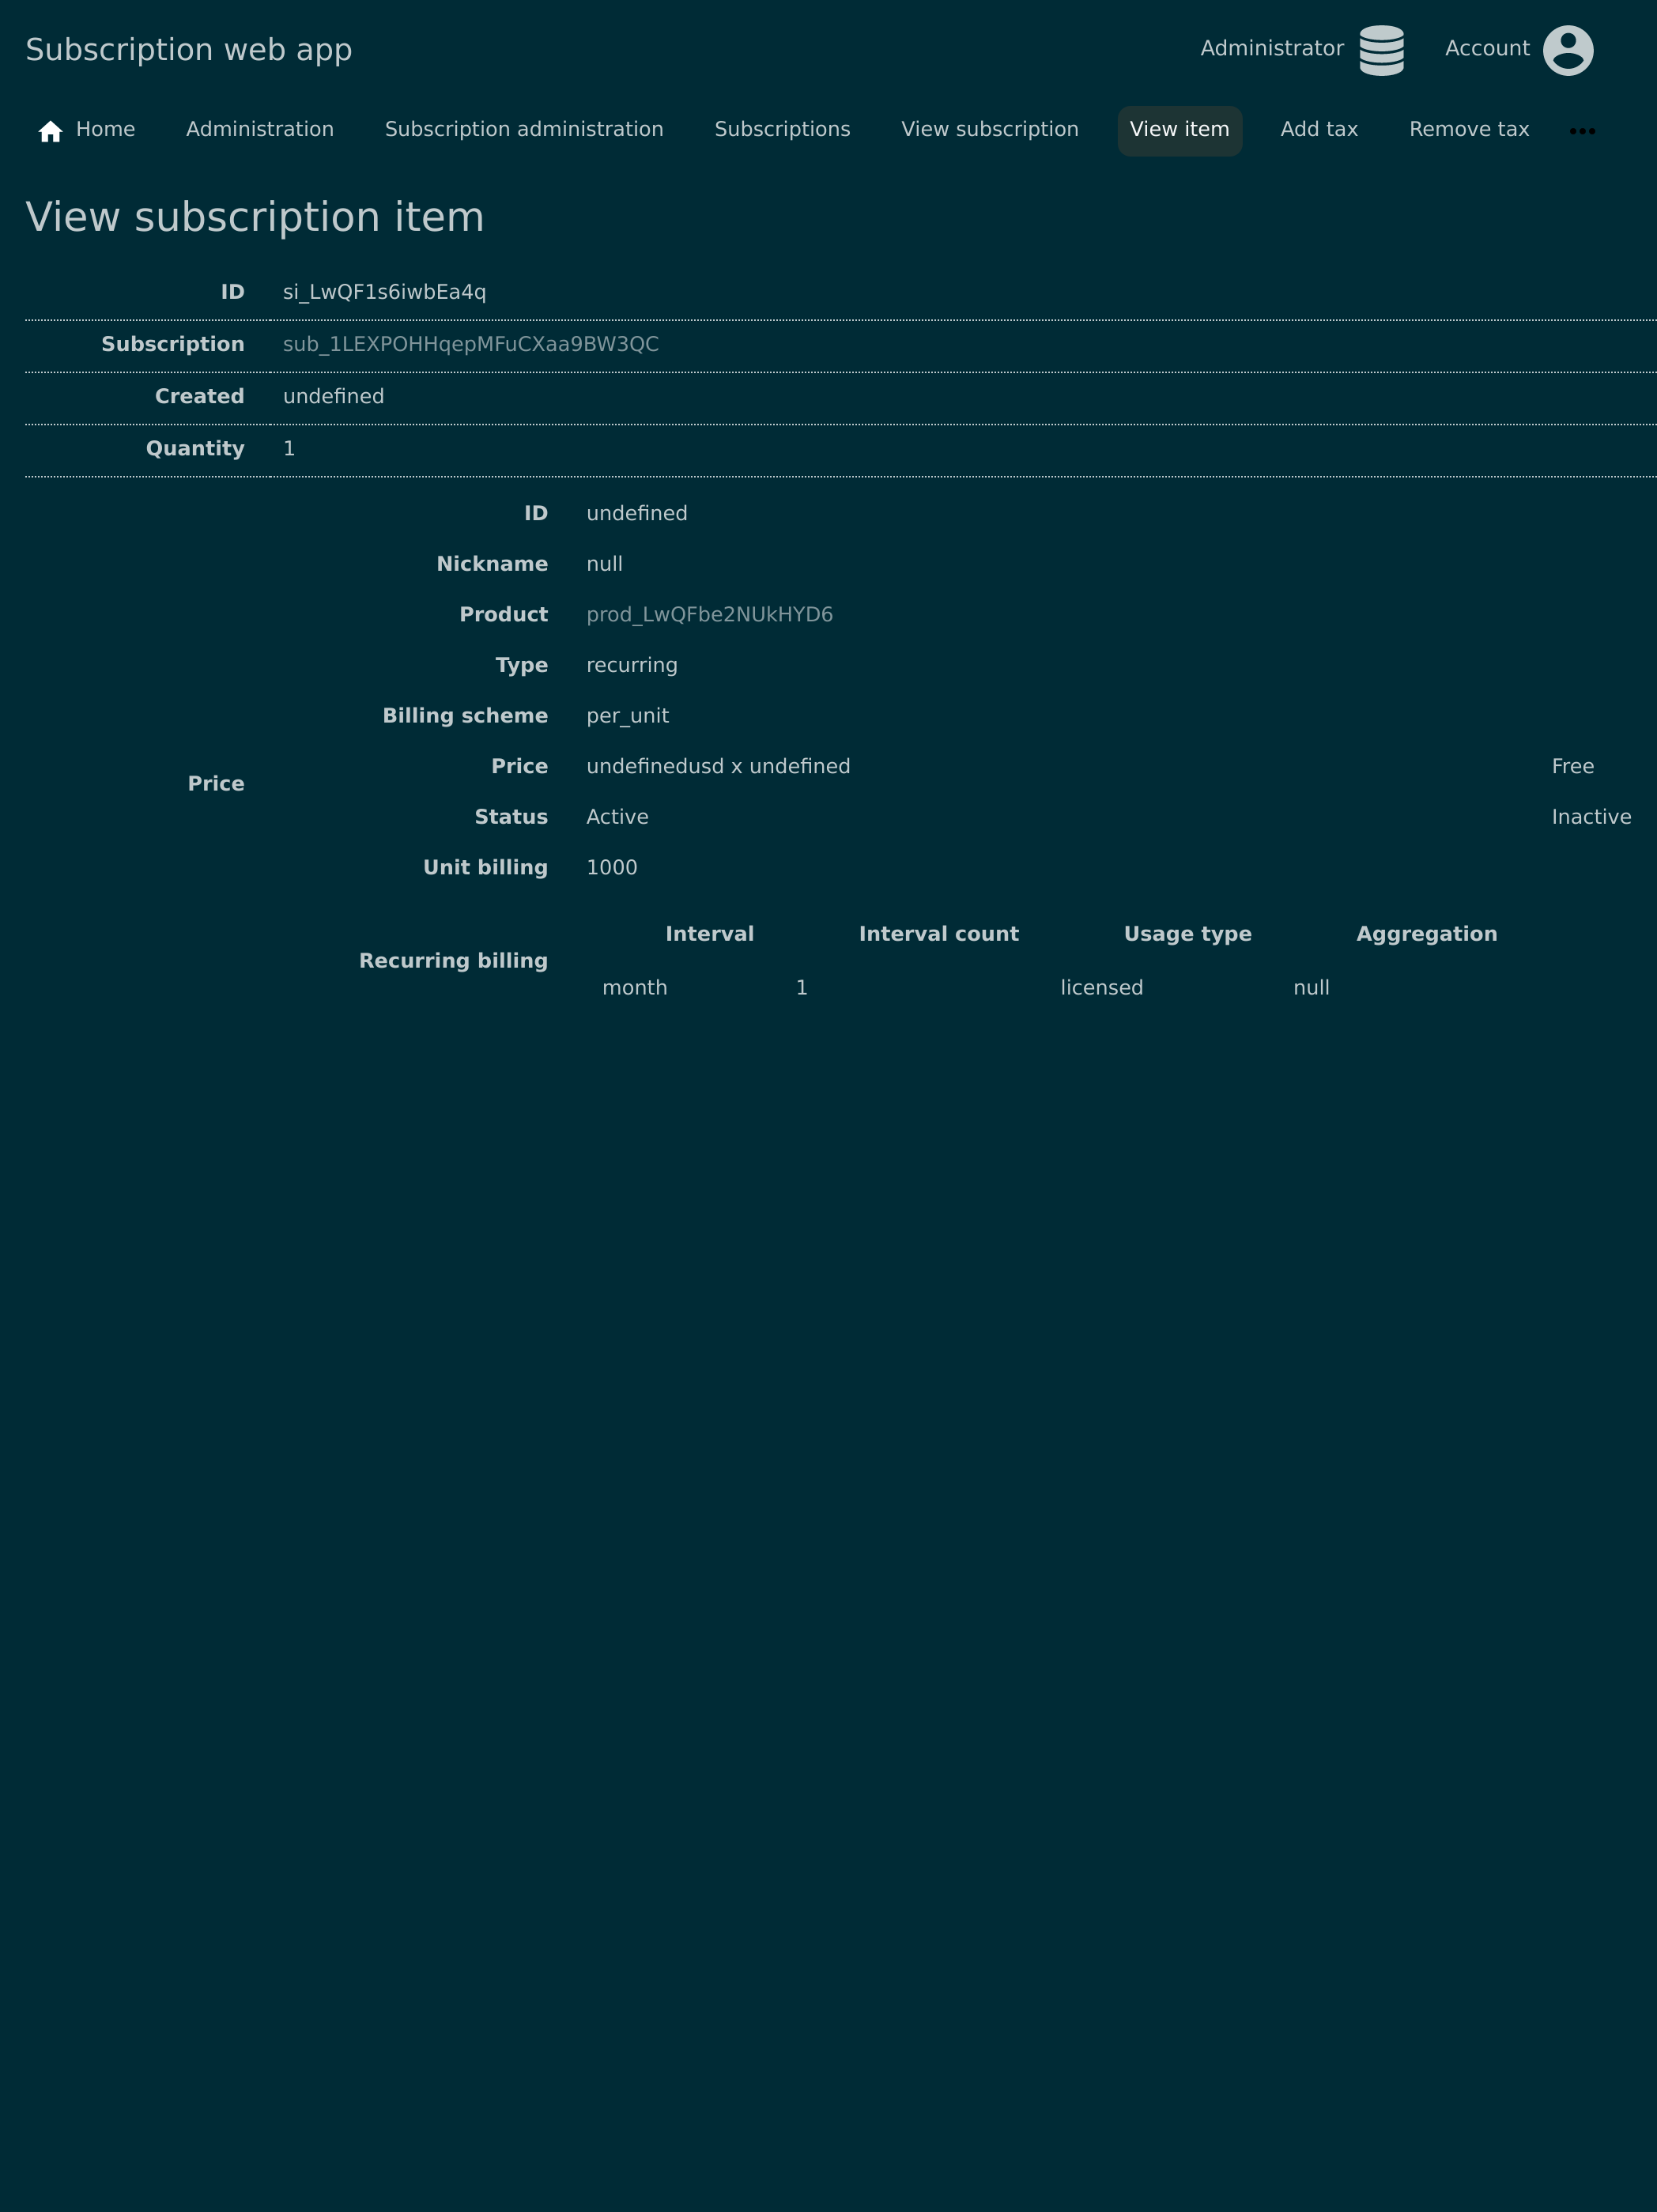 Subscription web app
Administrator
Account
Home
Administration
Subscription administration
Subscriptions
View subscription
View item
Add tax
Remove tax
View subscription item
ID si_LwQF1s6iwbEa4q
Subscription sub_1LEXPOHHqepMFuCXaa9BW3QC
Created undefined
Quantity 1
Price
ID undefined
Nickname null
Product prod_LwQFbe2NUkHYD6
Type recurring
Billing scheme per_unit
Price undefinedusd x undefined Free
Status Active Inactive
Unit billing 1000
Recurring billing
Interval Interval count Usage type Aggregation
month 1 licensed null